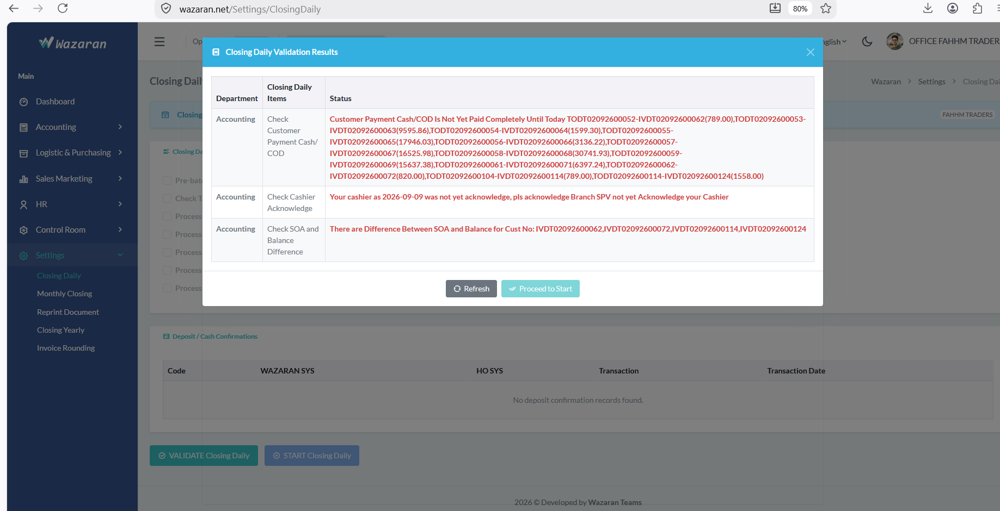 wazaran.net/Settings/ClosingDaily
80%
Wazaran
Op
nglish
OFFICE FAHHM TRADERS
Closing Daily Validation Results
Main
Dashboard
Accounting
Logistic & Purchasing
Sales Marketing
HR
Control Room
Settings
Closing Daily
Monthly Closing
Reprint Document
Closing Yearly
Invoice Rounding
Closing Dail
Wazaran > Settings > Closing Dai
Closing
FAHHM TRADERS
Closing Da
Pre-bat
Check T
Process
Process
Process
Process
Process
Department
Closing Daily
Items
Status
Accounting
Check
Customer
Payment Cash/
COD
Customer Payment Cash/COD Is Not Yet Paid Completely Until Today TODT02092600052-IVDT02092600062(789.00),TODT02092600053-
IVDT02092600063(9595.86),TODT02092600054-IVDT02092600064(1599.30),TODT02092600055-
IVDT02092600065(17946.03),TODT02092600056-IVDT02092600066(3136.22),TODT02092600057-
IVDT02092600067(16525.98),TODT02092600058-IVDT02092600068(30741.93),TODT02092600059-
IVDT02092600069(15637.38),TODT02092600061-IVDT02092600071(6397.24),TODT02092600062-
IVDT02092600072(820.00),TODT02092600104-IVDT02092600114(789.00),TODT02092600114-IVDT02092600124(1558.00)
Accounting
Check Cashier
Acknowledge
Your cashier as 2026-09-09 was not yet acknowledge, pls acknowledge Branch SPV not yet Acknowledge your Cashier
Accounting
Check SOA and
Balance
Difference
There are Difference Between SOA and Balance for Cust No: IVDT02092600062,IVDT02092600072,IVDT02092600114,IVDT02092600124
Refresh
Proceed to Start
Deposit / Cash Confirmations
Code
WAZARAN SYS
HO SYS
Transaction
Transaction Date
No deposit confirmation records found.
VALIDATE Closing Daily
START Closing Daily
2026 © Developed by Wazaran Teams